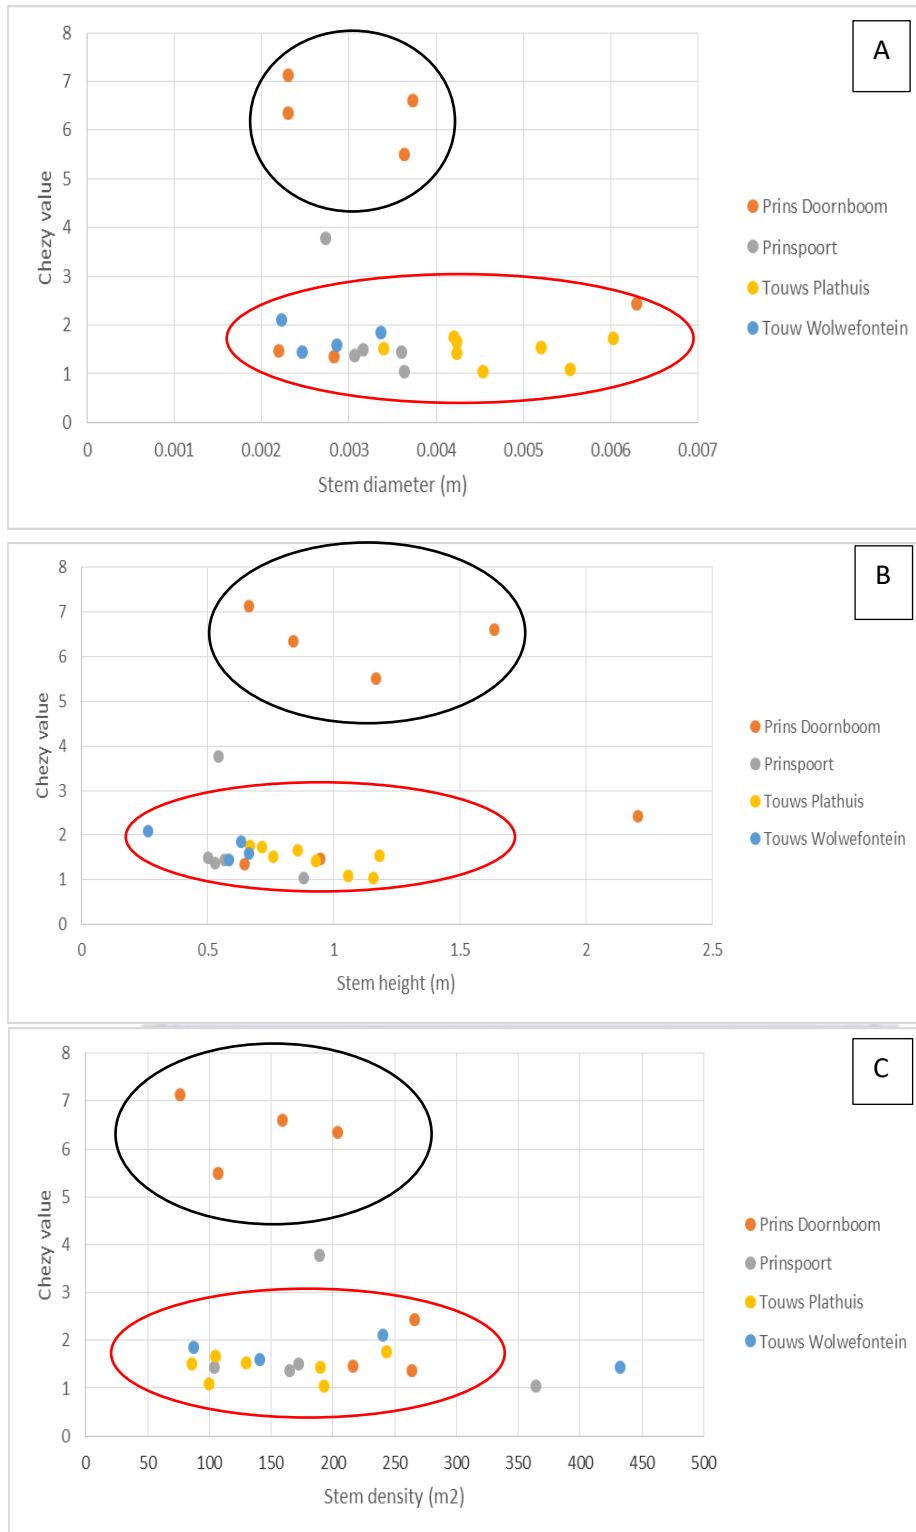 A
8
7
6
5
4
3
2
1
0
Chezy value
0 0.001 0.002 0.003 0.004 0.005 0.006 0.007
Stem diameter (m)
Prins Doornboom
Prinspoort
Touws Plathuis
Touw Wolwefontein
B
8
7
6
5
4
3
2
1
0
Chezy value
0 0.5 1 1.5 2 2.5
Stem height (m)
Prins Doornboom
Prinspoort
Touws Plathuis
Touws Wolwefontein
C
8
7
6
5
4
3
2
1
0
Chezy value
0 50 100 150 200 250 300 350 400 450 500
Stem density (m2)
Prins Doornboom
Prinspoort
Touws Plathuis
Touws Wolwefontein